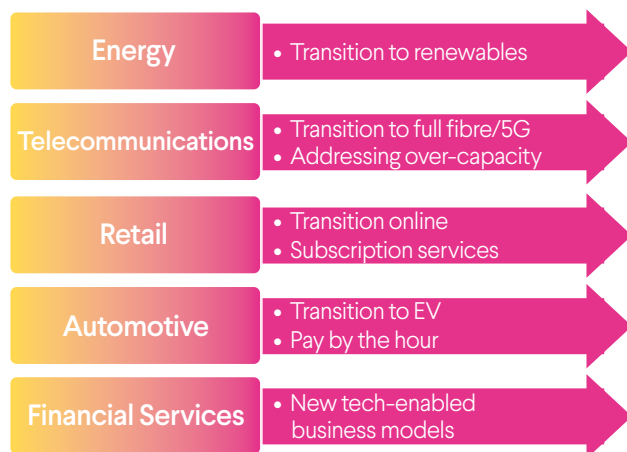 Energy
• Transition to renewables
Telecommunications
• Transition to full fibre/5G
• Addressing over-capacity
Retail
• Transition online
• Subscription services
Automotive
• Transition to EV
• Pay by the hour
Financial Services
• New tech-enabled
business models